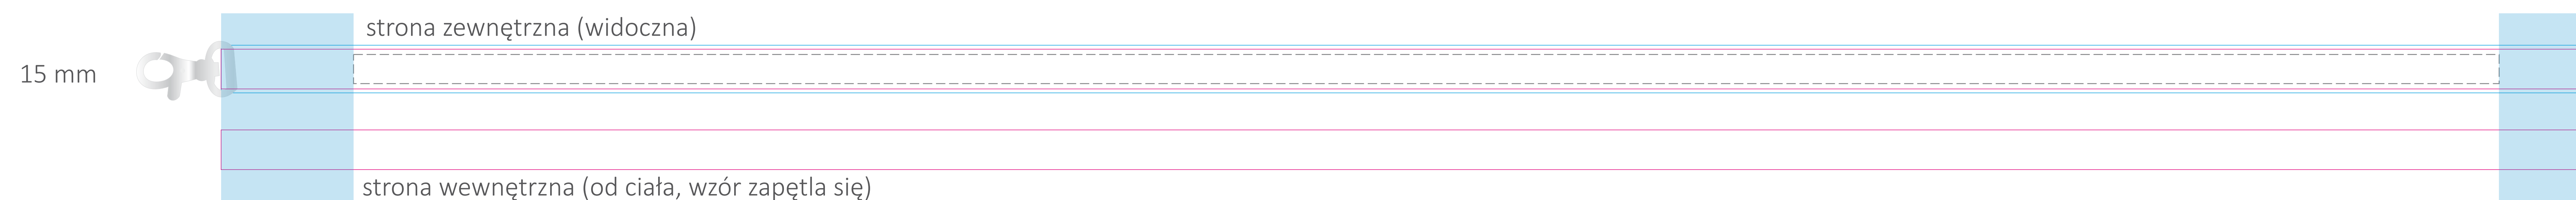 strona zewnętrzna (widoczna)
15 mm
strona wewnętrzna (od ciała, wzór zapętla się)